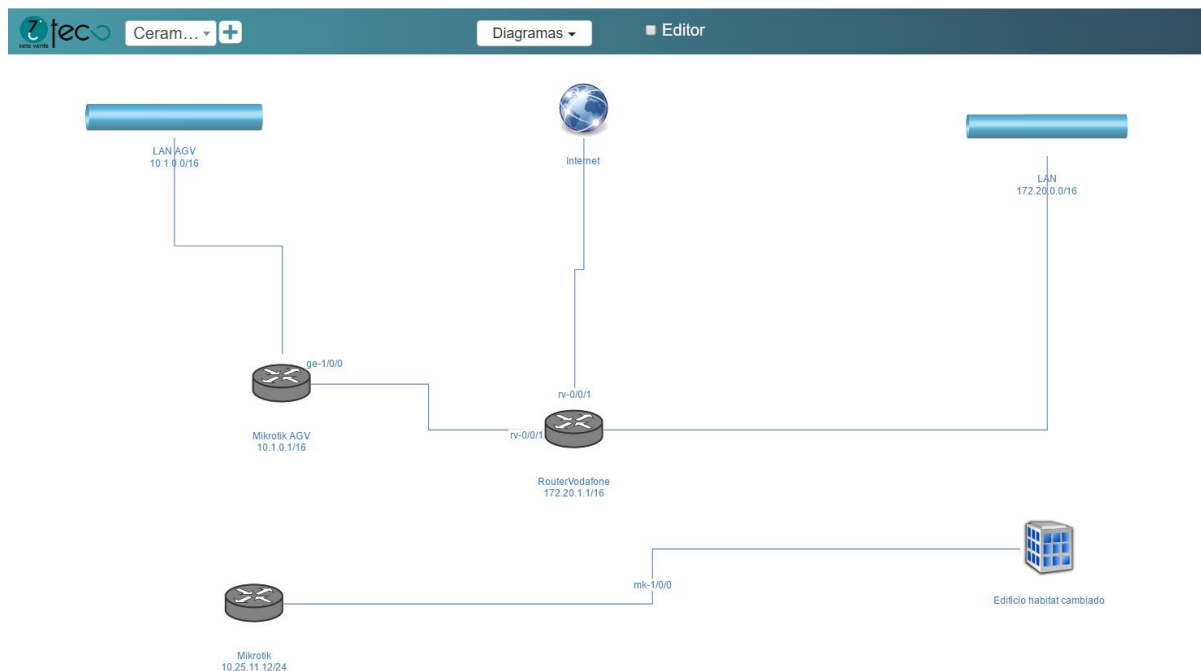 teco
siete veinte
Ceram...
Diagramas
Editor
LAN AGV
10.1.0.0/16
Internet
LAN
172.20.0.0/16
ge-1/0/0
rv-0/0/1
Mikrotik AGV
10.1.0.1/16
rv-0/0/1
RouterVodafone
172.20.1.1/16
mk-1/0/0
Edificio habitat cambiado
Mikrotik
10.25.11.12/24